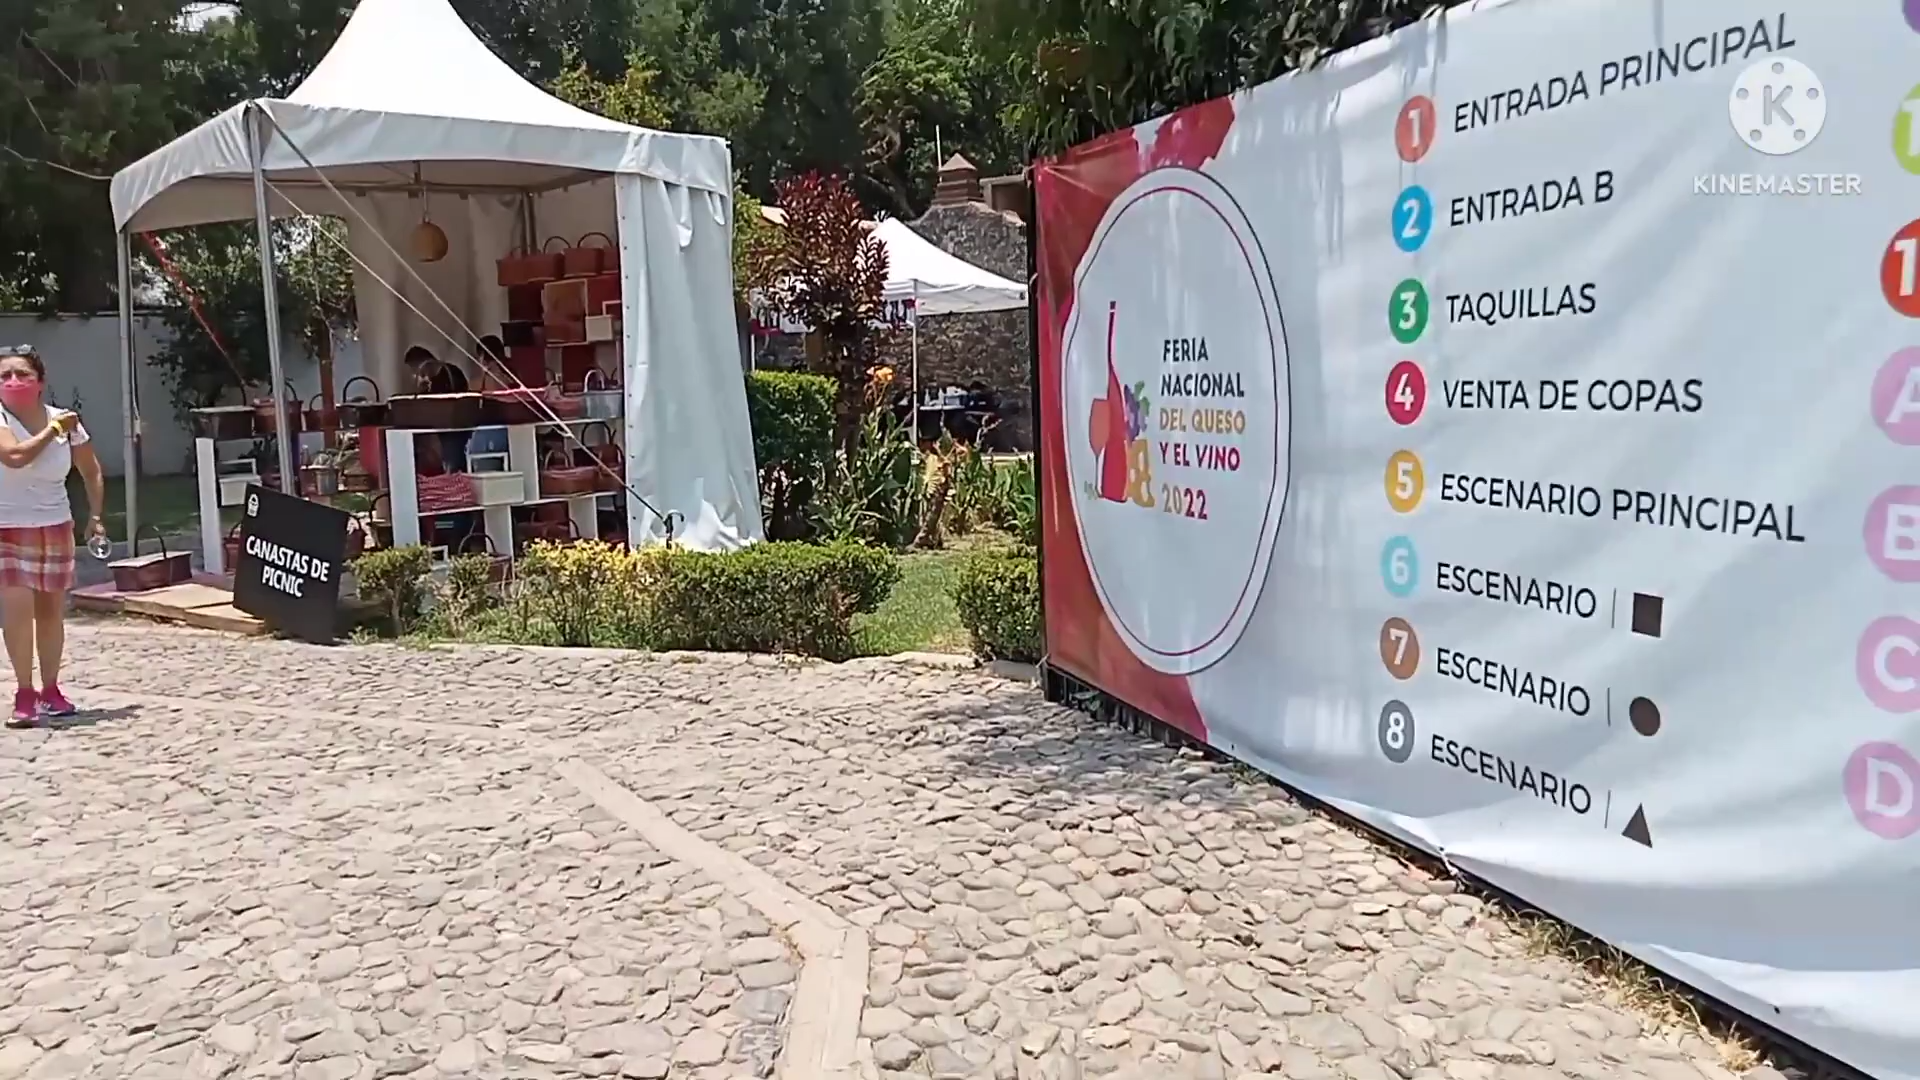 CANASTAS DE
PICNIC
FERIA
NACIONAL
DEL QUESO
Y EL VINO
2022
1 ENTRADA PRINCIPAL
2 ENTRADA B
3 TAQUILLAS
4 VENTA DE COPAS
5 ESCENARIO PRINCIPAL
6 ESCENARIO |
7 ESCENARIO |
8 ESCENARIO |
A
B
C
D
K
KINEMASTER